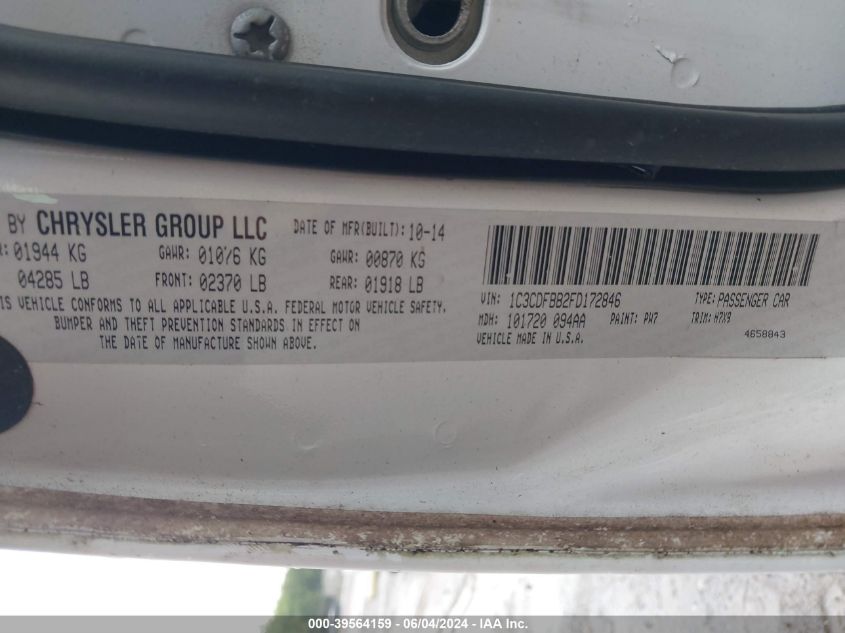 BY CHRYSLER GROUP LLC DATE OF MFR(BUILT): 10-14
01944 KG GAWR: 01076 KG GAWR: 00870 KG
04285 LB FRONT: 02370 LB REAR: 01918 LB
IS VEHICLE CONFORMS TO ALL APPLICABLE U.S.A. FEDERAL MOTOR VEHICLE SAFETY,
BUMPER AND THEFT PREVENTION STANDARDS IN EFFECT ON
THE DATE OF MANUFACTURE SHOWN ABOVE.
VIN: 1C3CDFBB2FD172846 TYPE: PASSENGER CAR
MDH: 101720 094AA PAINT: PW7 TRIM: H7X9
VEHICLE MADE IN U.S.A. 4658843
000-39564159 | 06/04/2024 | © IAA, Inc.